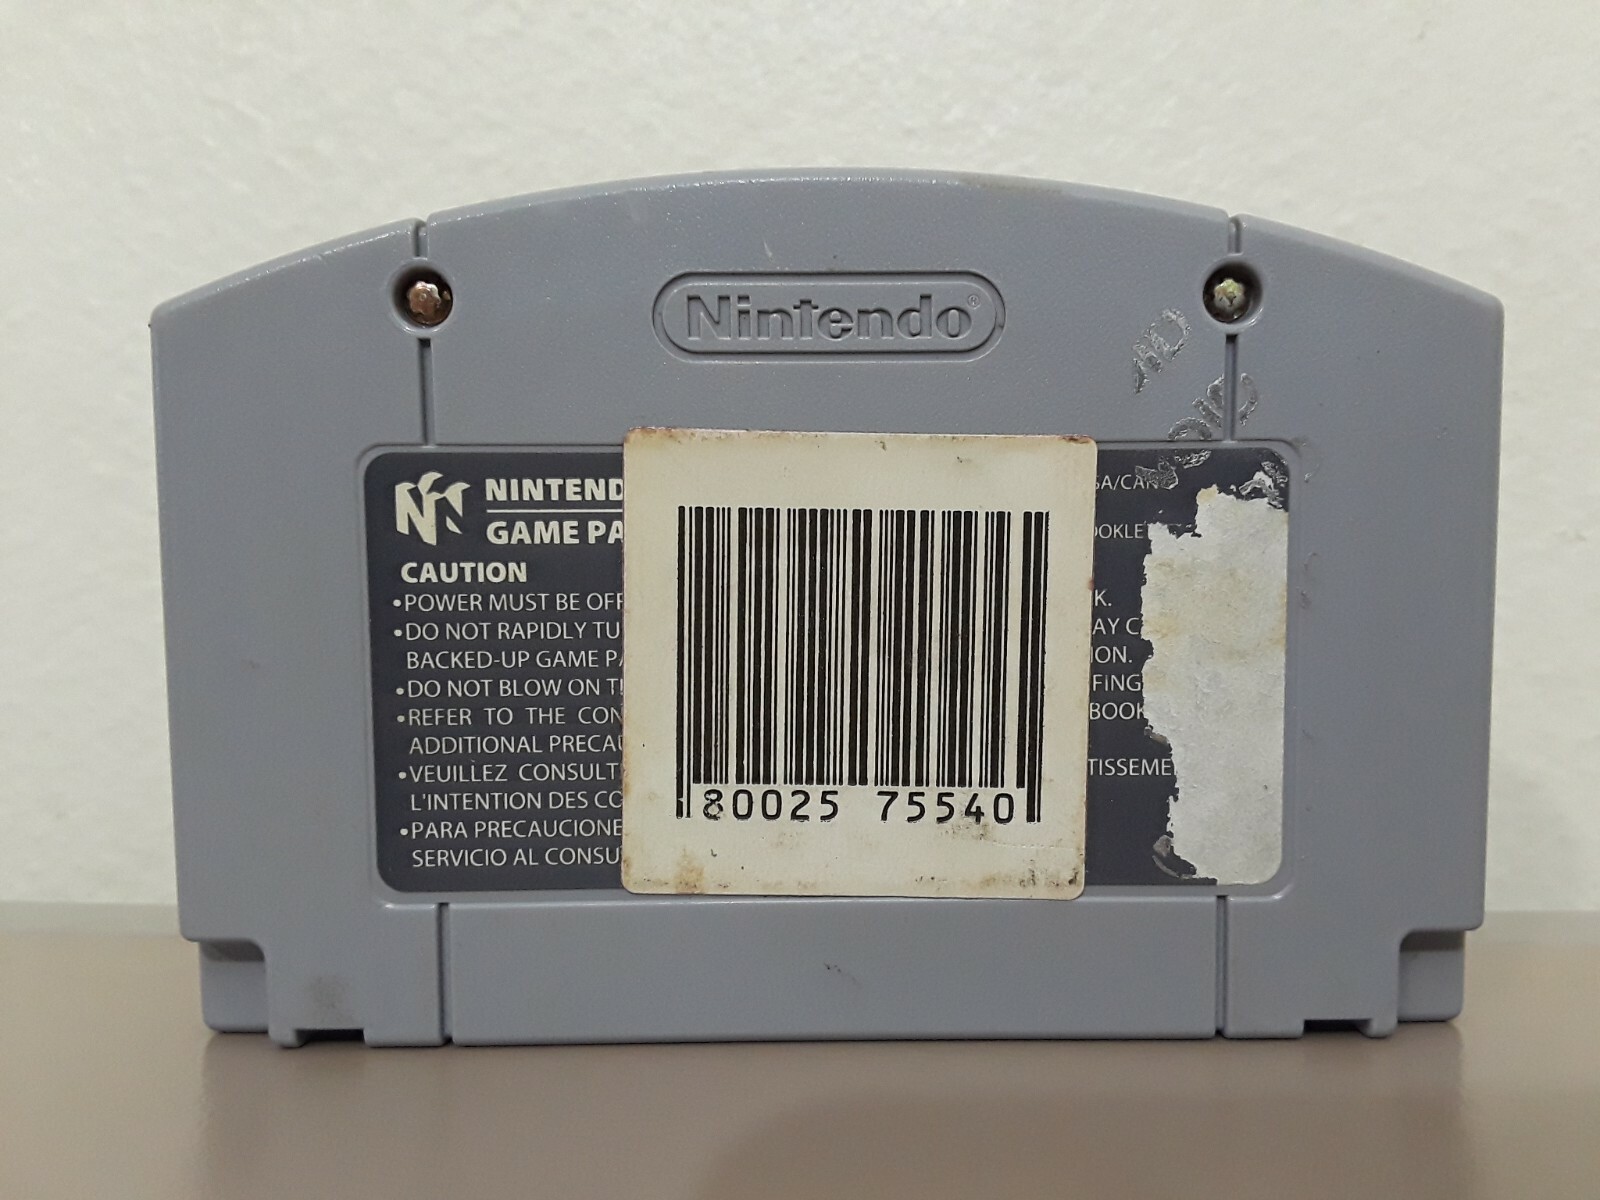 Nintendo®
NINTEND
GAME PA
SA/CAN
CAUTION
OOKLE
•POWER MUST BE OFF
K.
•DO NOT RAPIDLY TU
AY C
BACKED-UP GAME PA
ION.
•DO NOT BLOW ON T
FING
•REFER TO THE CON
BOOK
ADDITIONAL PRECAU
•VEUILLEZ CONSULT
TISSEME
L'INTENTION DES CO
•PARA PRECAUCIONE
SERVICIO AL CONSU
80025 75540